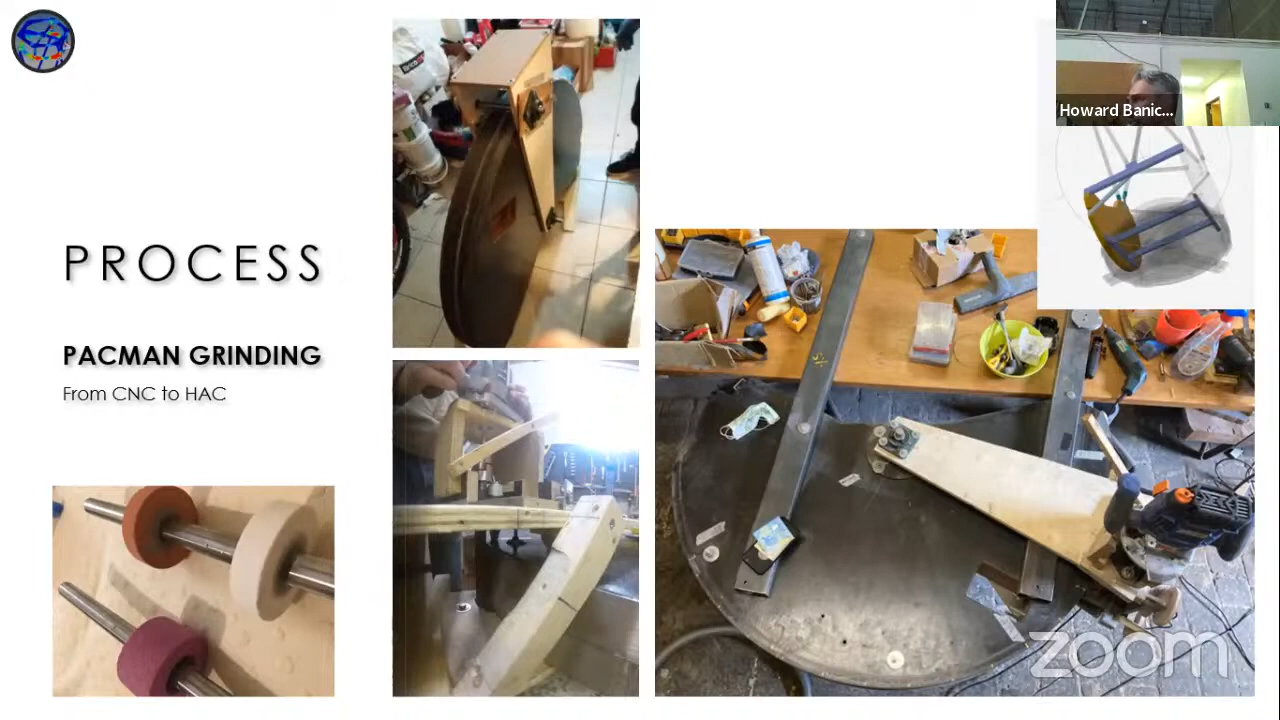 Howard Banic...
PROCESS
PACMAN GRINDING
From CNC to HAC
zoom